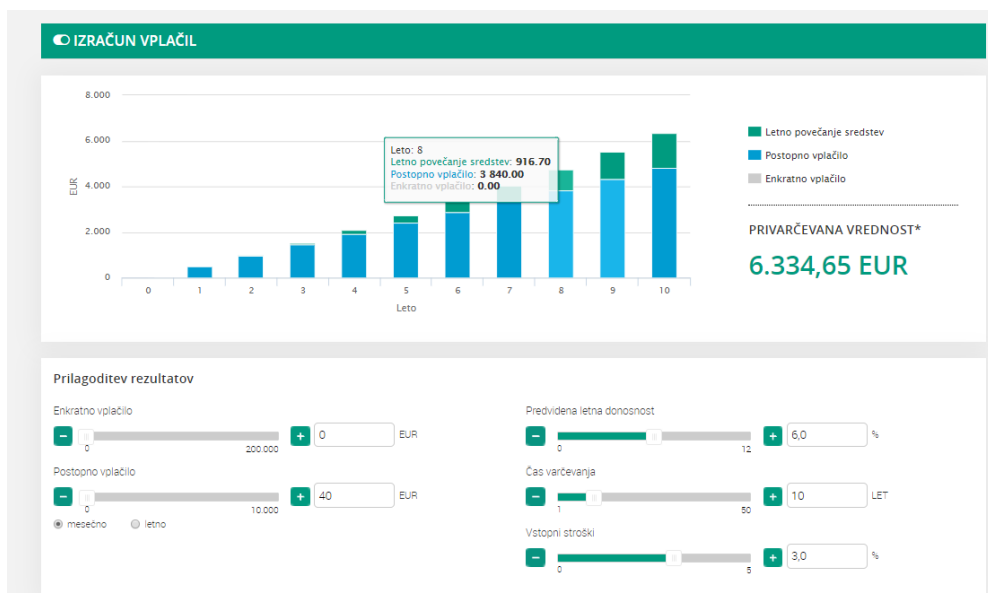 IZRAČUN VPLAČIL
8.000
6.000
4.000
2.000
0
EUR
0 1 2 3 4 5 6 7 8 9 10
Leto
Leto: 8
Letno povečanje sredstev: 916.70
Postopno vplačilo: 3 840.00
Enkratno vplačilo: 0.00
Letno povečanje sredstev
Postopno vplačilo
Enkratno vplačilo
PRIVARČEVANA VREDNOST*
6.334,65 EUR
Prilagoditev rezultatov
Enkratno vplačilo
0 EUR
0 200.000
Postopno vplačilo
40 EUR
0 10.000
mesečno letno
Predvidena letna donosnost
6,0 %
0 12
Čas varčevanja
10 LET
1 50
Vstopni stroški
3,0 %
0 5